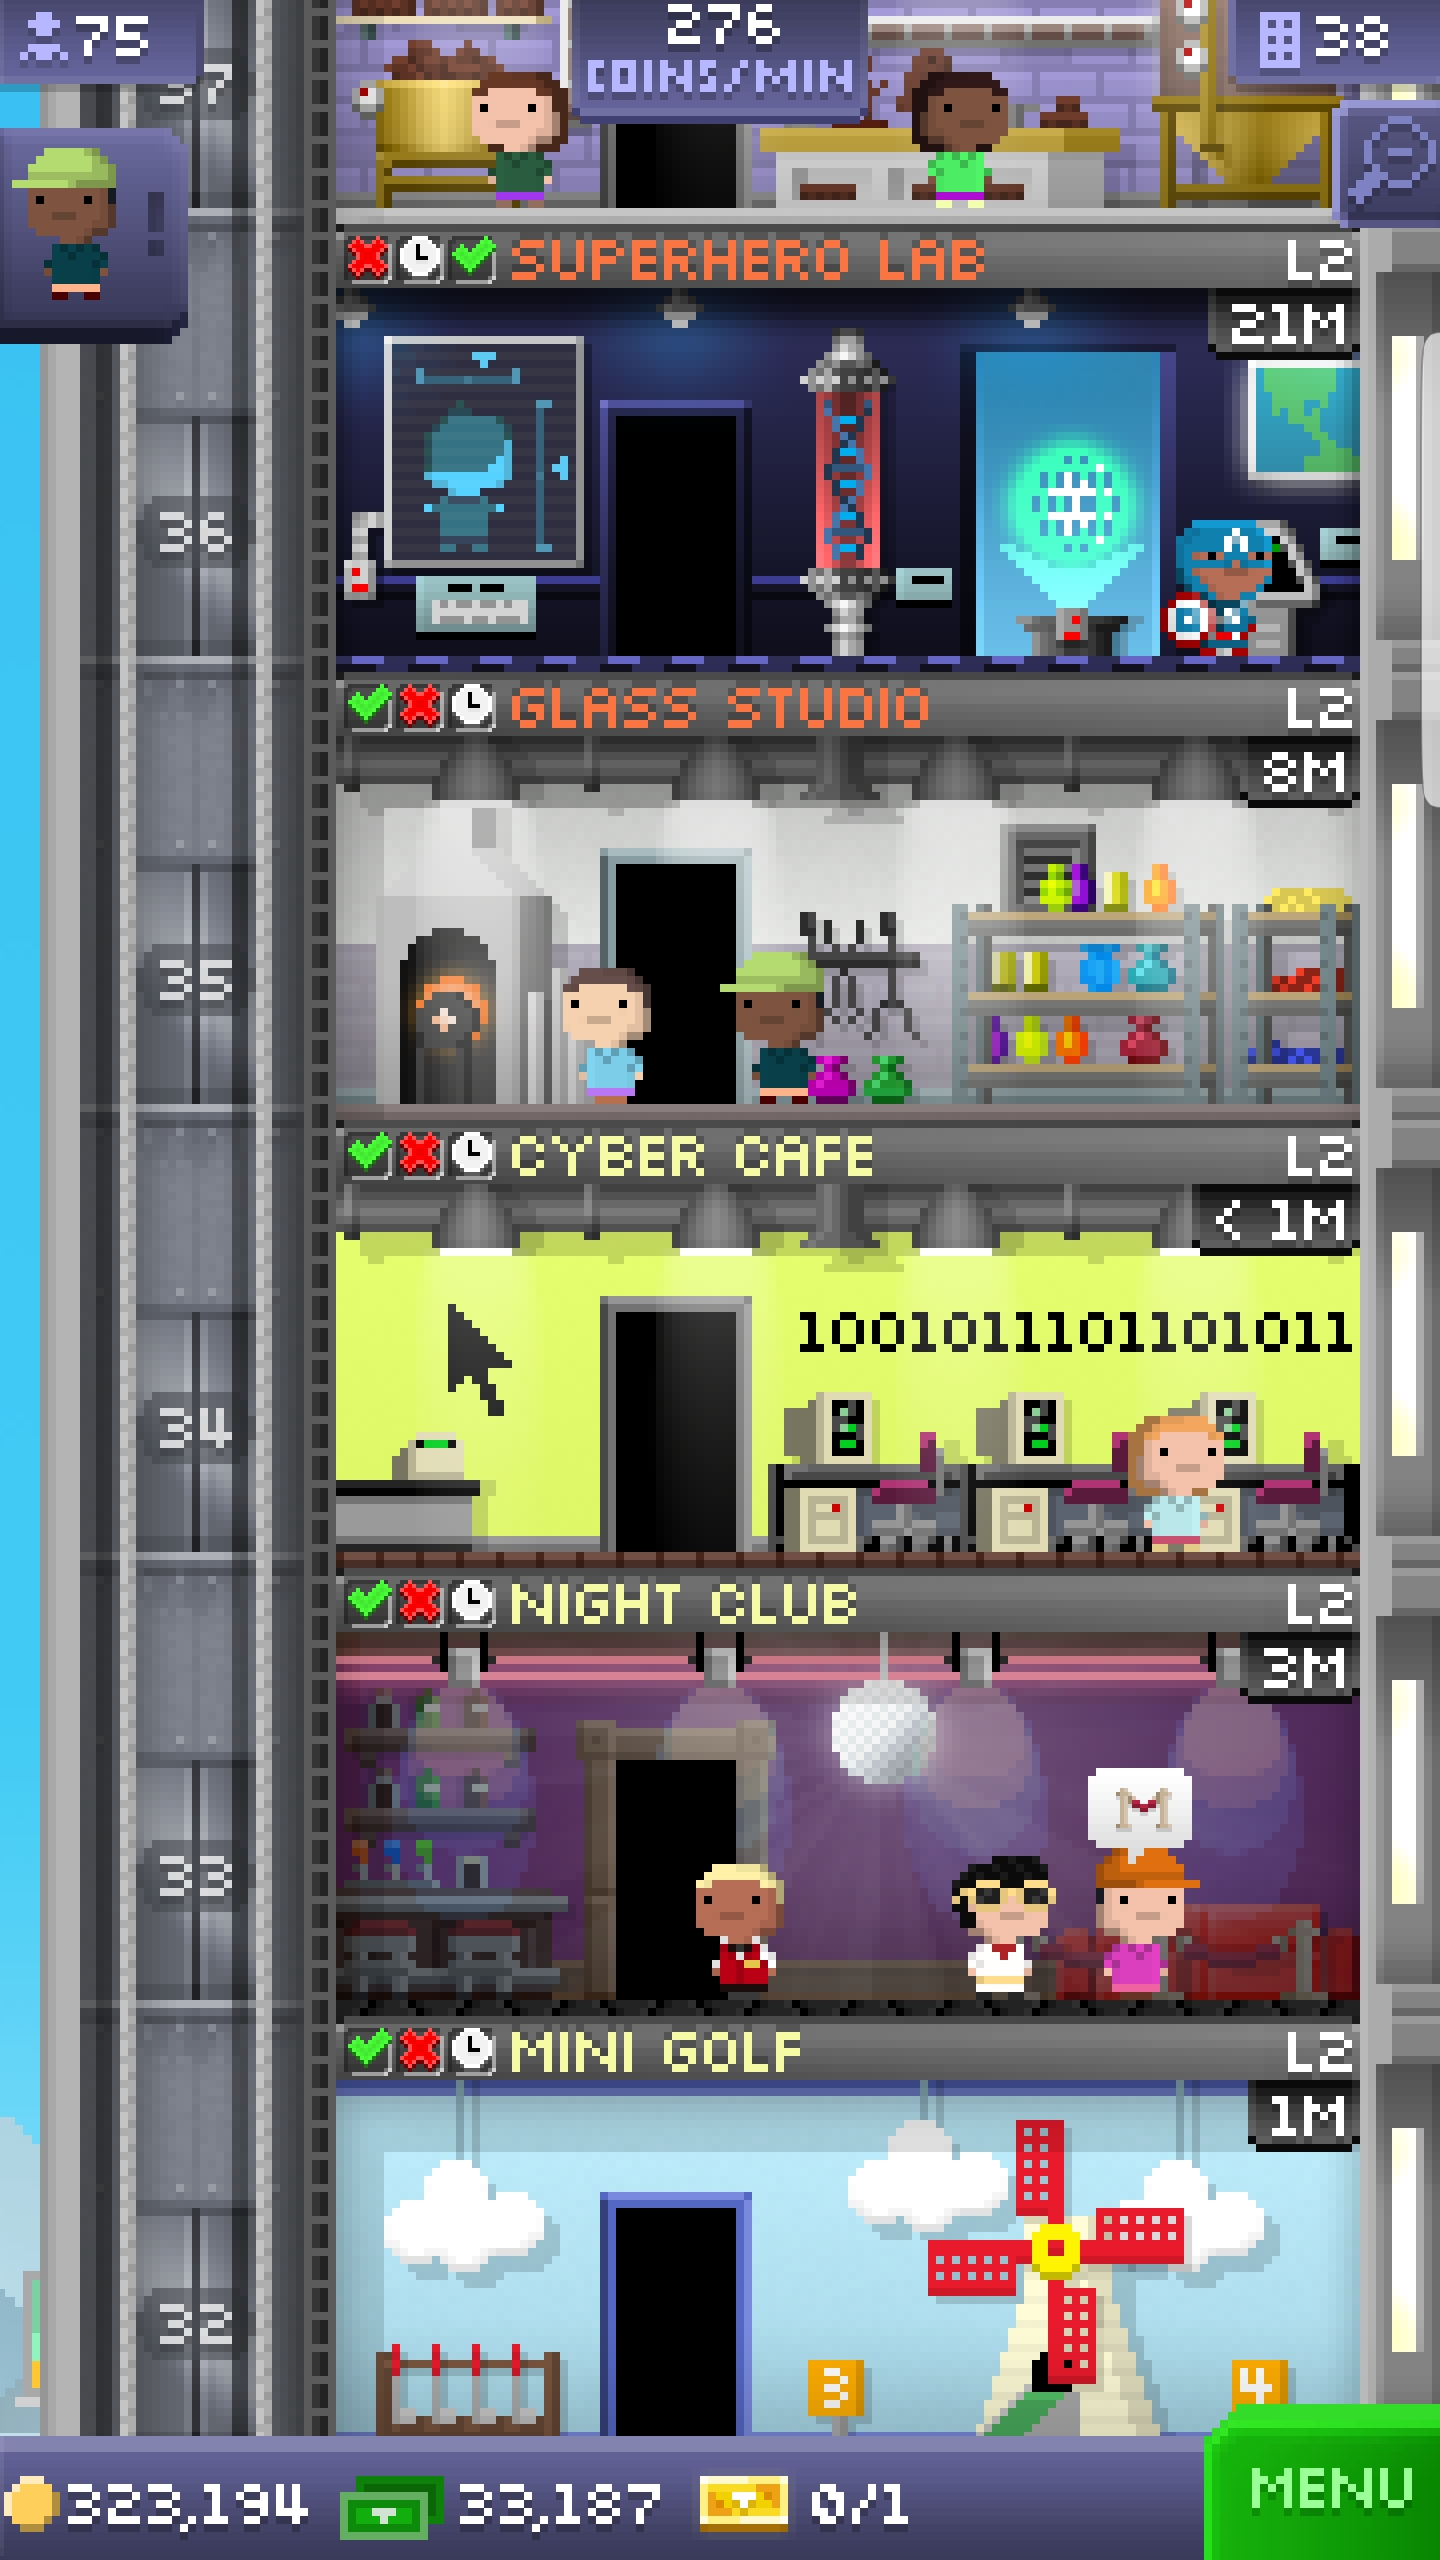 75
276
COINS/MIN
38
SUPERHERO LAB L2
21M
36
GLASS STUDIO L2
8M
35
CYBER CAFE L2
< 1M
1001011101101011
34
NIGHT CLUB L2
3M
M
33
MINI GOLF L2
1M
32
3
4
323,194 33,187 0/1
MENU